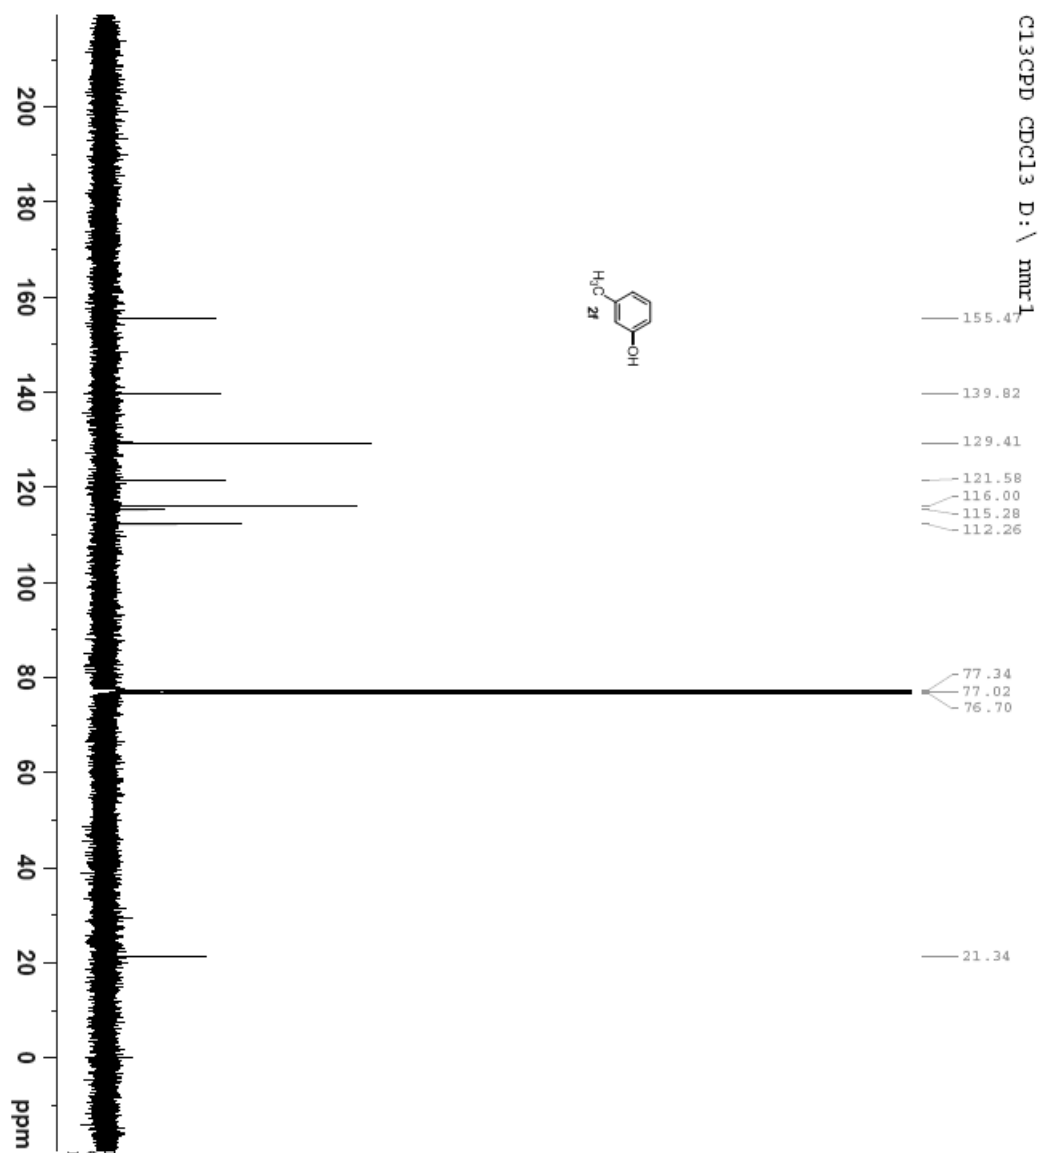 C13CPD CDCl3 D:\ nmr1
155.47
139.82
129.41
121.58
116.00
115.28
112.26
77.34
77.02
76.70
21.34
H₃C
OH
2f
200 180 160 140 120 100 80 60 40 20 0 ppm